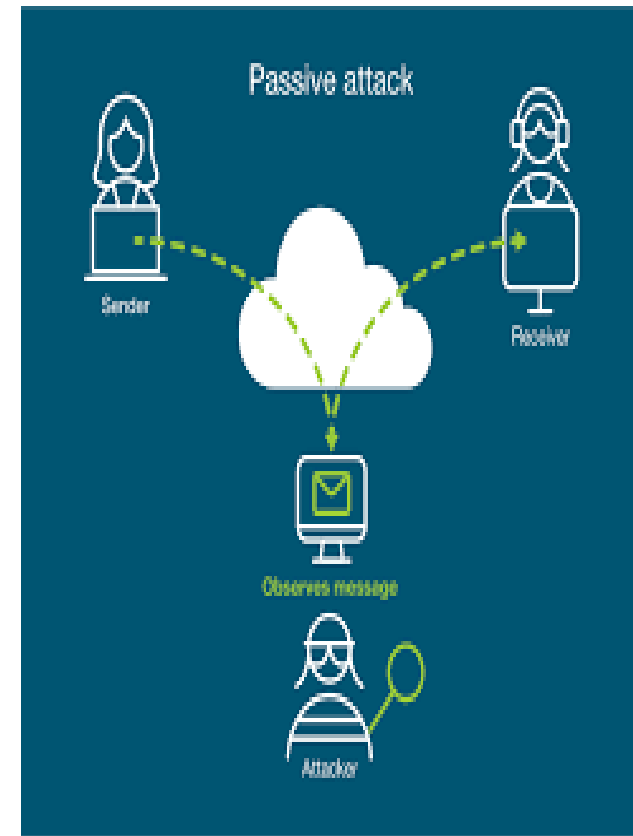 Passive attack
Sender
Receiver
Observes message
Attacker